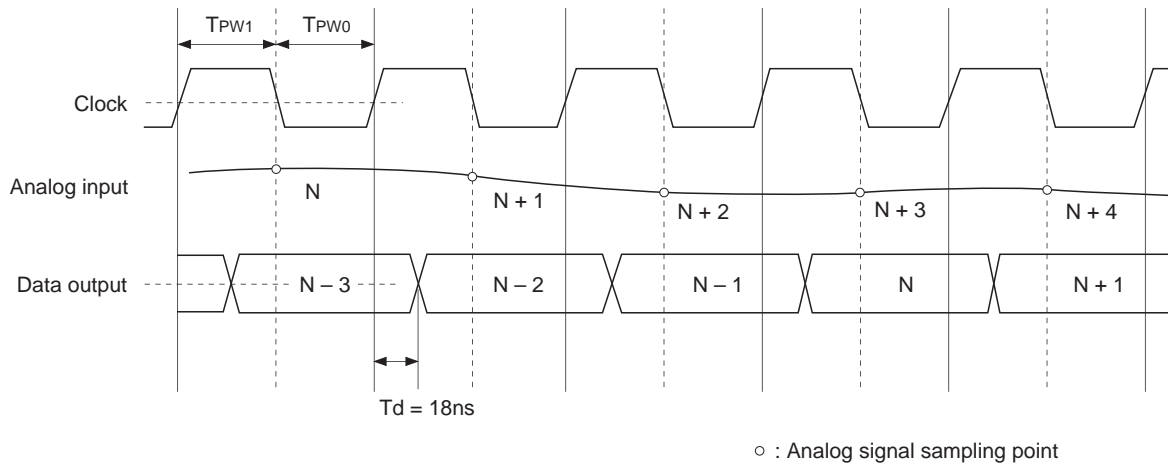 TPW1 TPW0
Clock
Analog input
N N + 1 N + 2 N + 3 N + 4
Data output
N – 3 N – 2 N – 1 N N + 1
Td = 18ns
: Analog signal sampling point